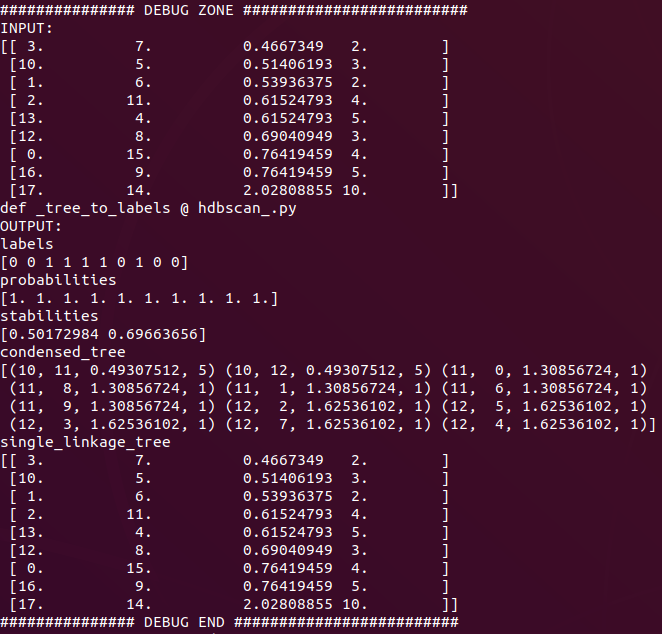 ############### DEBUG ZONE #########################
INPUT:
[[ 3.          7.          0.4667349   2.        ]
 [10.          5.          0.51406193  3.        ]
 [ 1.          6.          0.53936375  2.        ]
 [ 2.         11.          0.61524793  4.        ]
 [13.          4.          0.61524793  5.        ]
 [12.          8.          0.69040949  3.        ]
 [ 0.         15.          0.76419459  4.        ]
 [16.          9.          0.76419459  5.        ]
 [17.         14.          2.02808855 10.        ]]
def _tree_to_labels @ hdbscan_.py
OUTPUT:
labels
[0 0 1 1 1 1 0 1 0 0]
probabilities
[1. 1. 1. 1. 1. 1. 1. 1. 1. 1.]
stabilities
[0.50172984 0.69663656]
condensed_tree
[(10, 11, 0.49307512, 5) (10, 12, 0.49307512, 5) (11,  0, 1.30856724, 1)
 (11,  8, 1.30856724, 1) (11,  1, 1.30856724, 1) (11,  6, 1.30856724, 1)
 (11,  9, 1.30856724, 1) (12,  2, 1.62536102, 1) (12,  5, 1.62536102, 1)
 (12,  3, 1.62536102, 1) (12,  7, 1.62536102, 1) (12,  4, 1.62536102, 1)]
single_linkage_tree
[[ 3.          7.          0.4667349   2.        ]
 [10.          5.          0.51406193  3.        ]
 [ 1.          6.          0.53936375  2.        ]
 [ 2.         11.          0.61524793  4.        ]
 [13.          4.          0.61524793  5.        ]
 [12.          8.          0.69040949  3.        ]
 [ 0.         15.          0.76419459  4.        ]
 [16.          9.          0.76419459  5.        ]
 [17.         14.          2.02808855 10.        ]]
############### DEBUG END #########################